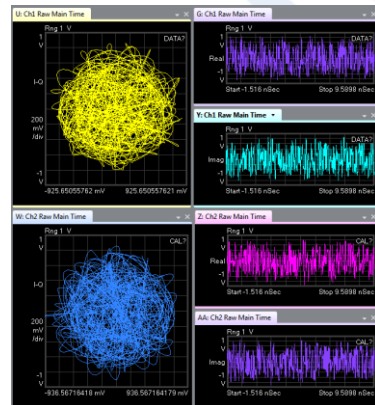 U: Ch1 Raw Main Time
Rng 1 V
1
V
DATA?
I-Q
200
mV
/div
-1
V
-925.65055762 mV
925.650557621 mV
W: Ch2 Raw Main Time
Rng 1 V
1
V
CAL?
I-Q
200
mV
/div
-1
V
-936.56716418 mV
936.567164179 mV
G: Ch1 Raw Main Time
Rng 1 V
1
V
DATA?
Real
-1
V
Start -1.516 nSec
Stop 9.5898 nSec
Y: Ch1 Raw Main Time
Rng 1 V
1
V
DATA?
Imag
-1
V
Start -1.516 nSec
Stop 9.5898 nSec
Z: Ch2 Raw Main Time
Rng 1 V
1
V
CAL?
Real
-1
V
Start -1.516 nSec
Stop 9.5898 nSec
AA: Ch2 Raw Main Time
Rng 1 V
1
V
CAL?
Imag
-1
V
Start -1.516 nSec
Stop 9.5898 nSec